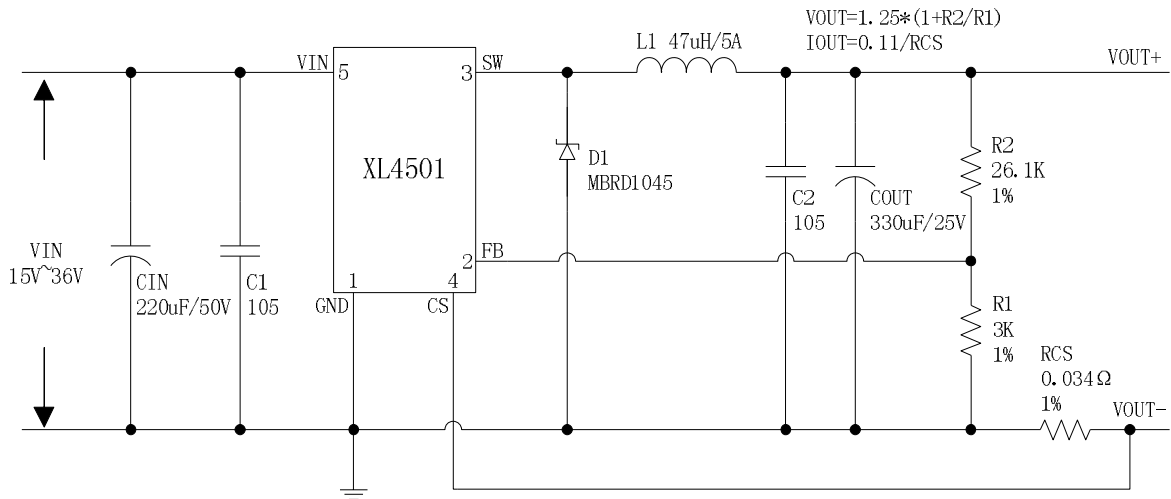 VOUT=1.25*(1+R2/R1)
IOUT=0.11/RCS
L1 47uH/5A
VOUT+
VIN
5
3
SW
XL4501
D1
MBRD1045
R2
26.1K
1%
C2
105
COUT
330uF/25V
VIN
15V~36V
CIN
220uF/50V
C1
105
2
FB
1
4
GND
CS
R1
3K
1%
RCS
0.034Ω
1%
VOUT-